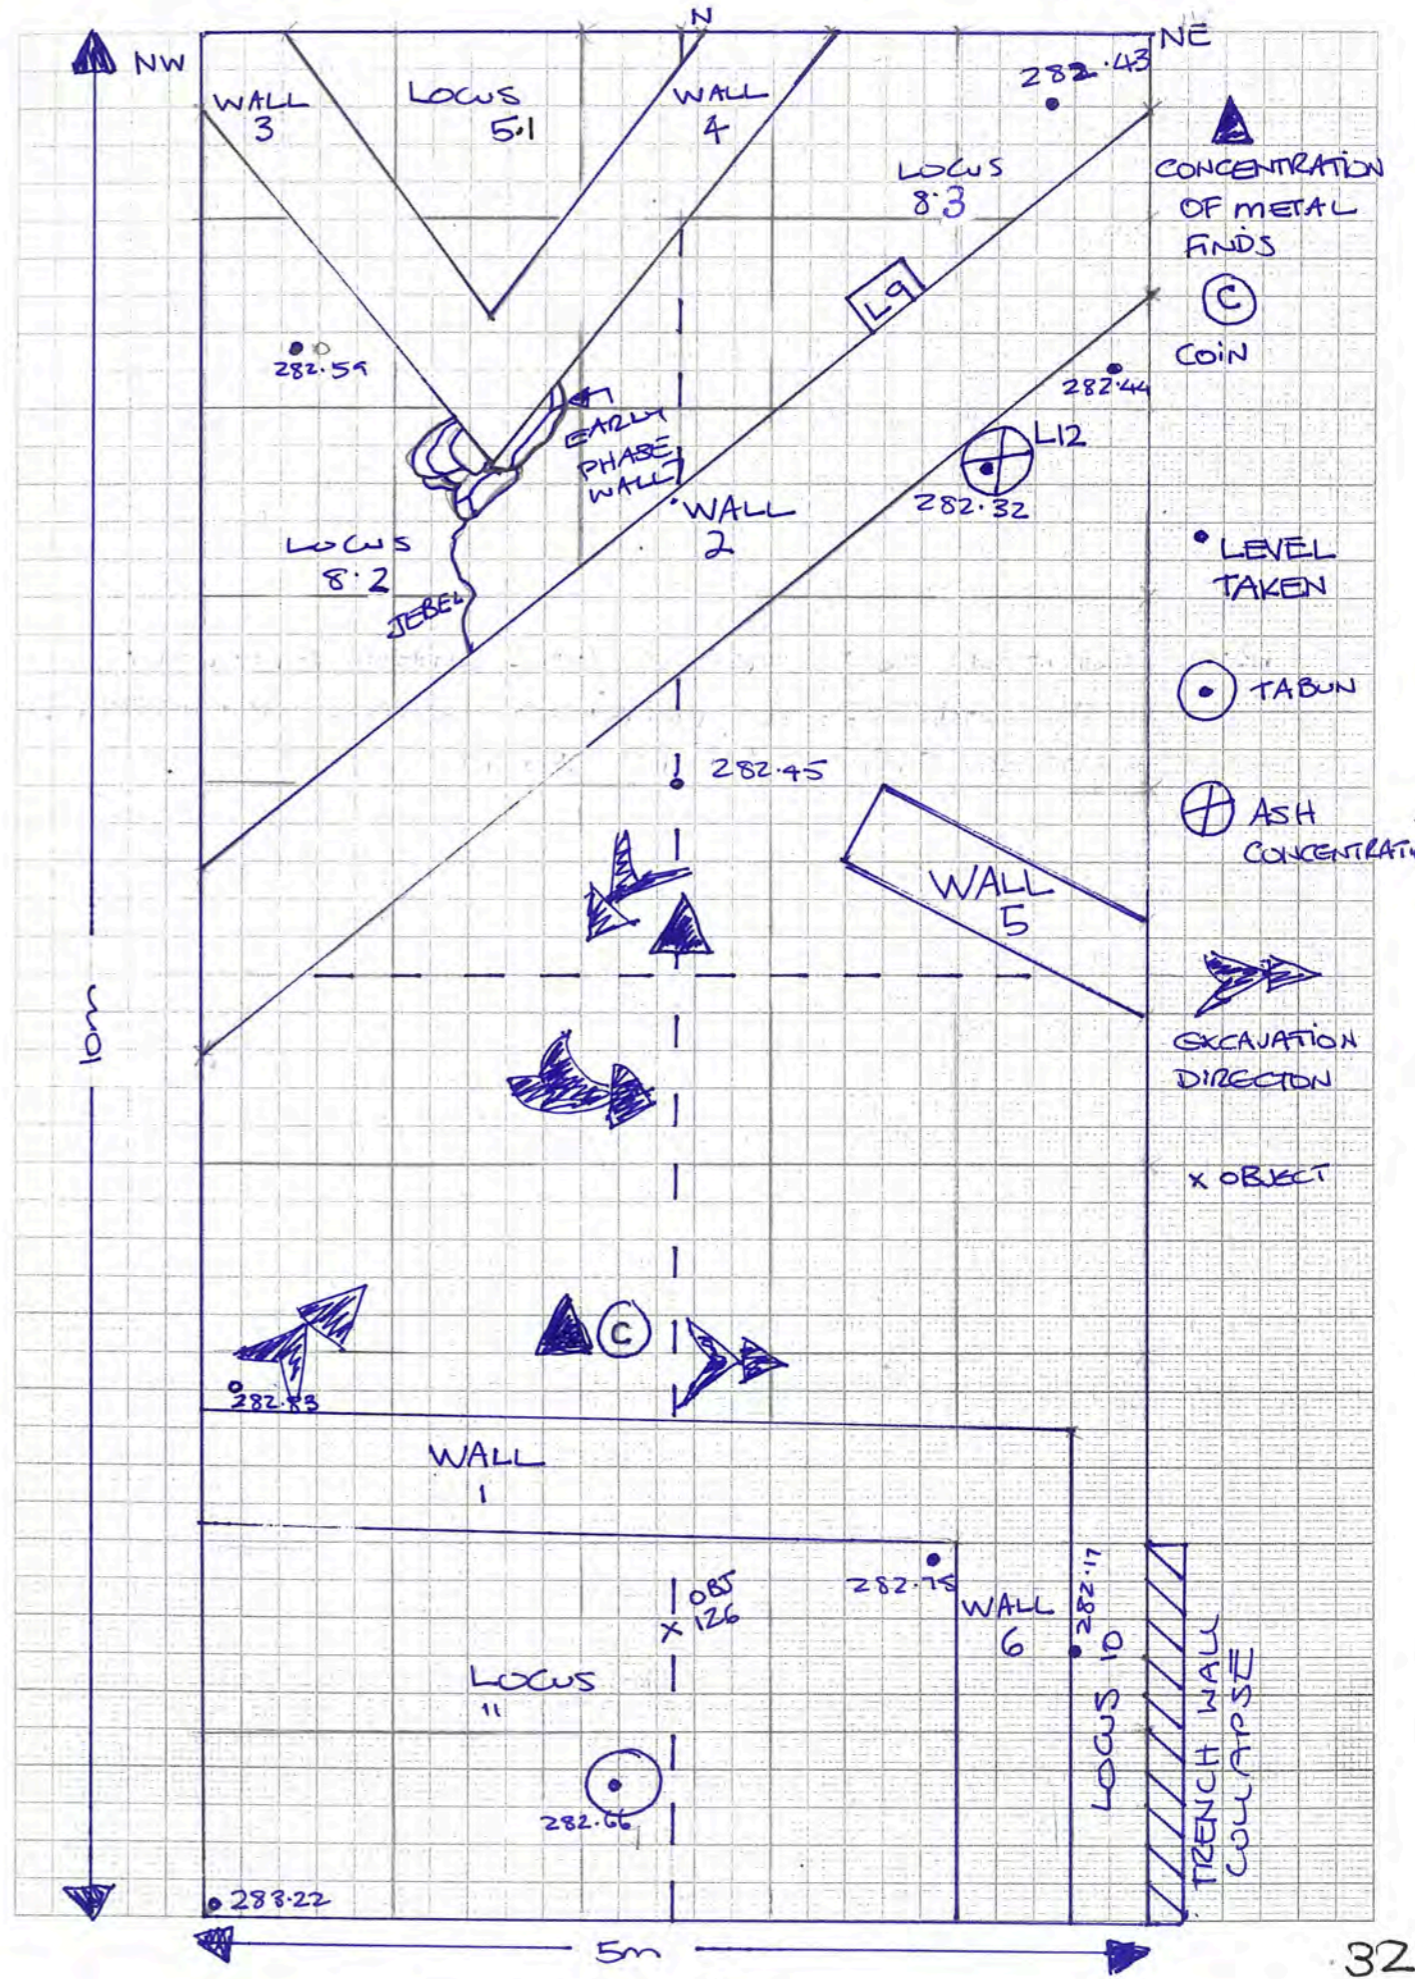 N
NW
NE
WALL
3
LOCUS
5.1
WALL
4
282.43
LOCUS
8.3
L9
282.59
EARLY
PHASE
WALL
WALL
2
282.44
L12
282.32
LOCUS
8.2
JEBEL
282.45
WALL
5
10m
C
282.83
WALL
1
OBJ
x 126
282.75
WALL
6
282.17
LOCUS 10
LOCUS
11
282.66
283.22
5m
TRENCH WALL
COLLAPSE
CONCENTRATION
OF METAL
FINDS
C
COIN
LEVEL
TAKEN
TABUN
ASH
CONCENTRATI
EXCAVATION
DIRECTON
x OBJECT
32